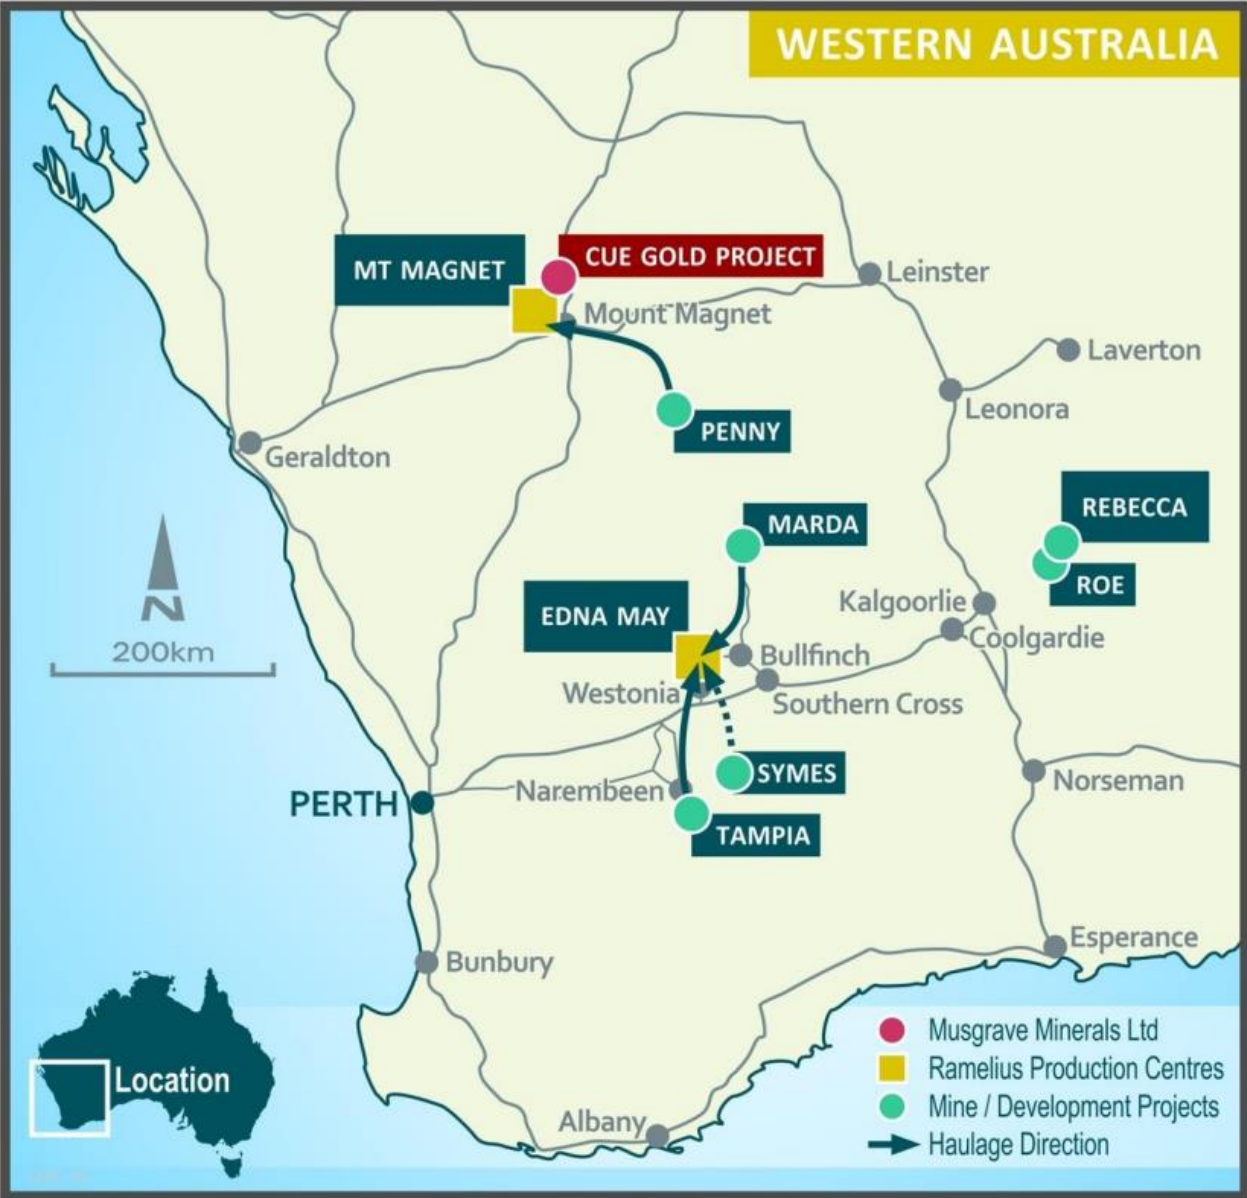 WESTERN AUSTRALIA
CUE GOLD PROJECT
MT MAGNET
Leinster
Mount Magnet
Laverton
Leonora
PENNY
Geraldton
REBECCA
MARDA
ROE
Kalgoorlie
EDNA MAY
Coolgardie
N
200km
Bullfinch
Westonia
Southern Cross
SYMES
Norseman
Narembeen
PERTH
TAMPIA
Esperance
Bunbury
Musgrave Minerals Ltd
Ramelius Production Centres
Location
Mine / Development Projects
Albany
Haulage Direction